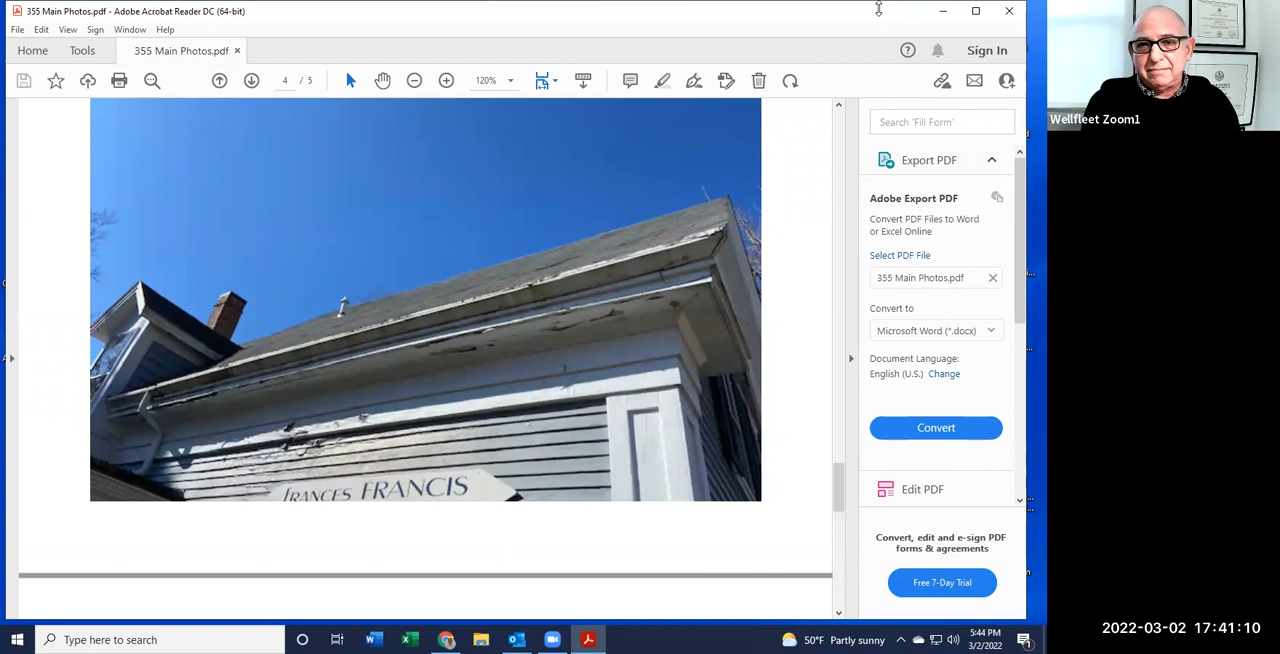 355 Main Photos.pdf - Adobe Acrobat Reader DC (64-bit)
File Edit View Sign Window Help
Home Tools 355 Main Photos.pdf × Sign In
4 / 5 120%
Search 'Fill Form'
Export PDF
Adobe Export PDF
Convert PDF Files to Word
or Excel Online
Select PDF File
355 Main Photos.pdf
Convert to
Microsoft Word (*.docx)
Document Language:
English (U.S.) Change
Convert
Edit PDF
Convert, edit and e-sign PDF
forms & agreements
Free 7-Day Trial
FRANCES FRANCIS
Type here to search
50°F Partly sunny
5:44 PM
3/2/2022
Wellfleet Zoom1
2022-03-02 17:41:10